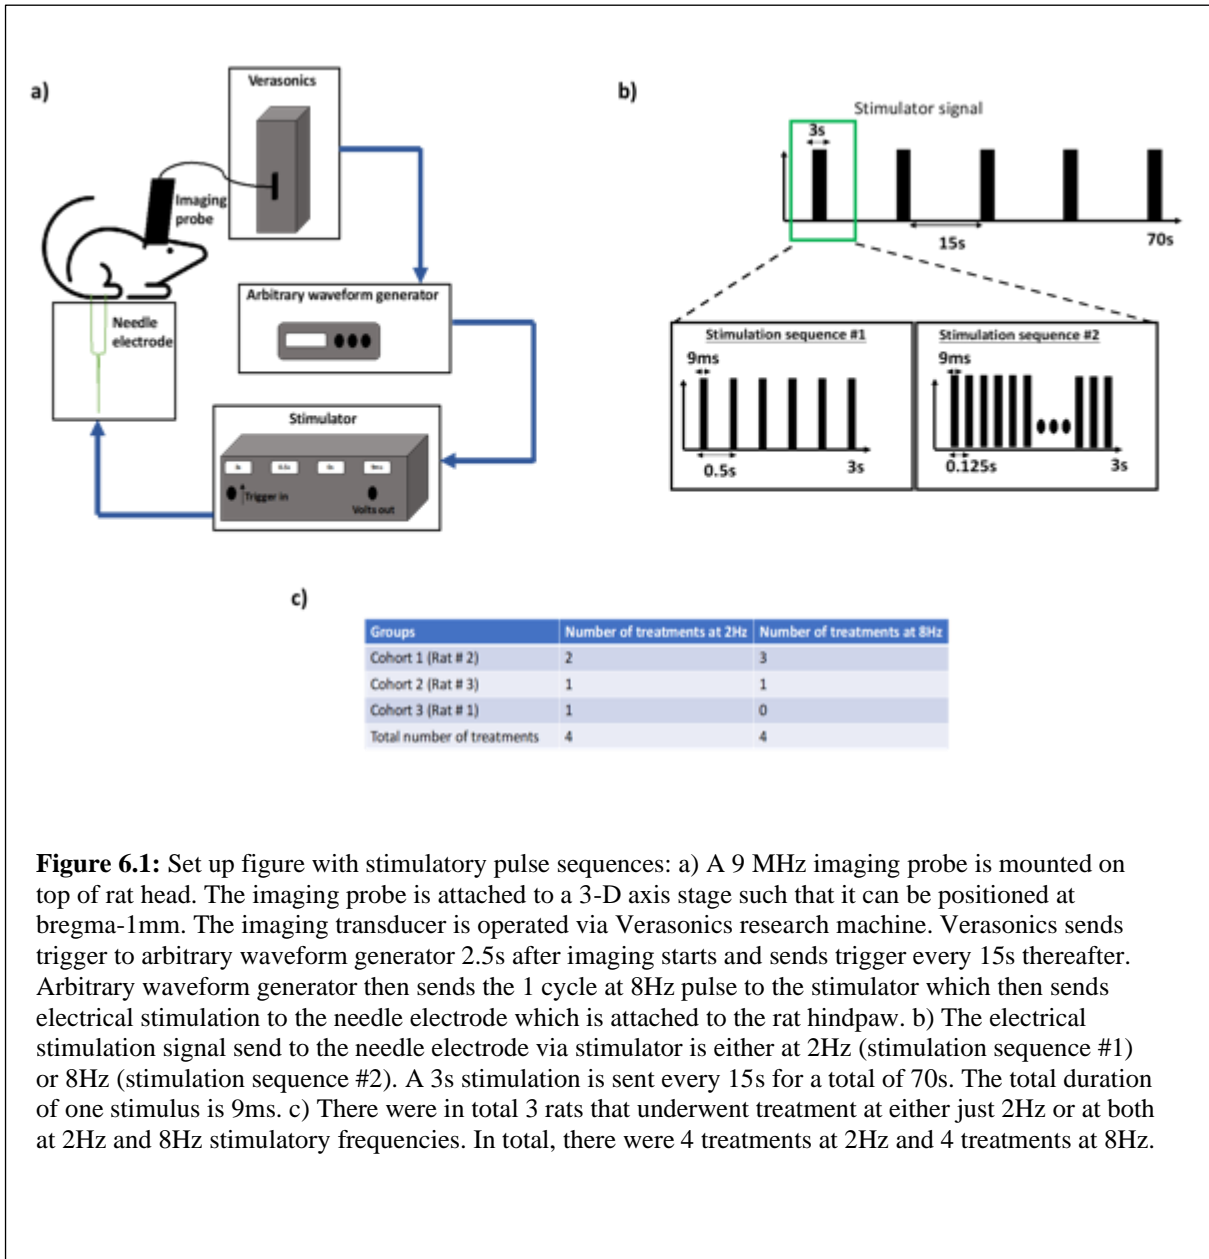 a)
Verasonics
Imaging
probe
Needle
electrode
Arbitrary waveform generator
Stimulator
3s 0.5s 0s 9ms
Trigger in
Volts out
b)
Stimulator signal
3s
15s
70s
Stimulation sequence #1
9ms
0.5s
3s
Stimulation sequence #2
9ms
0.125s
3s
c)
Groups Number of treatments at 2Hz Number of treatments at 8Hz
Cohort 1 (Rat # 2) 2 3
Cohort 2 (Rat # 3) 1 1
Cohort 3 (Rat # 1) 1 0
Total number of treatments 4 4
Figure 6.1: Set up figure with stimulatory pulse sequences: a) A 9 MHz imaging probe is mounted on
top of rat head. The imaging probe is attached to a 3-D axis stage such that it can be positioned at
bregma-1mm. The imaging transducer is operated via Verasonics research machine. Verasonics sends
trigger to arbitrary waveform generator 2.5s after imaging starts and sends trigger every 15s thereafter.
Arbitrary waveform generator then sends the 1 cycle at 8Hz pulse to the stimulator which then sends
electrical stimulation to the needle electrode which is attached to the rat hindpaw. b) The electrical
stimulation signal send to the needle electrode via stimulator is either at 2Hz (stimulation sequence #1)
or 8Hz (stimulation sequence #2). A 3s stimulation is sent every 15s for a total of 70s. The total duration
of one stimulus is 9ms. c) There were in total 3 rats that underwent treatment at either just 2Hz or at both
at 2Hz and 8Hz stimulatory frequencies. In total, there were 4 treatments at 2Hz and 4 treatments at 8Hz.